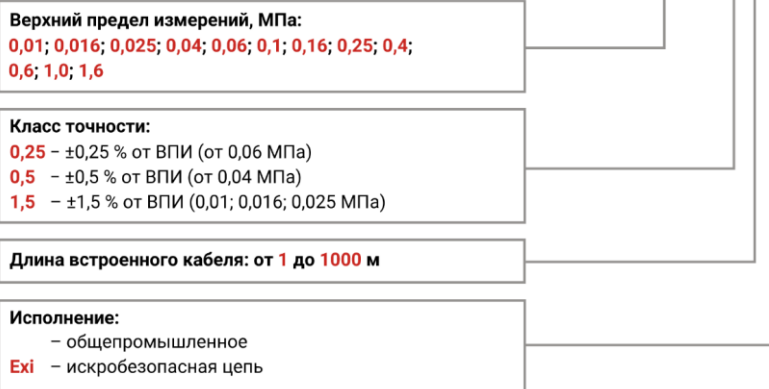 Верхний предел измерений, МПа:
0,01; 0,016; 0,025; 0,04; 0,06; 0,1; 0,16; 0,25; 0,4;
0,6; 1,0; 1,6
Класс точности:
0,25 – ±0,25 % от ВПИ (от 0,06 МПа)
0,5 – ±0,5 % от ВПИ (от 0,04 МПа)
1,5 – ±1,5 % от ВПИ (0,01; 0,016; 0,025 МПа)
Длина встроенного кабеля: от 1 до 1000 м
Исполнение:
– общепромышленное
Exi – искробезопасная цепь